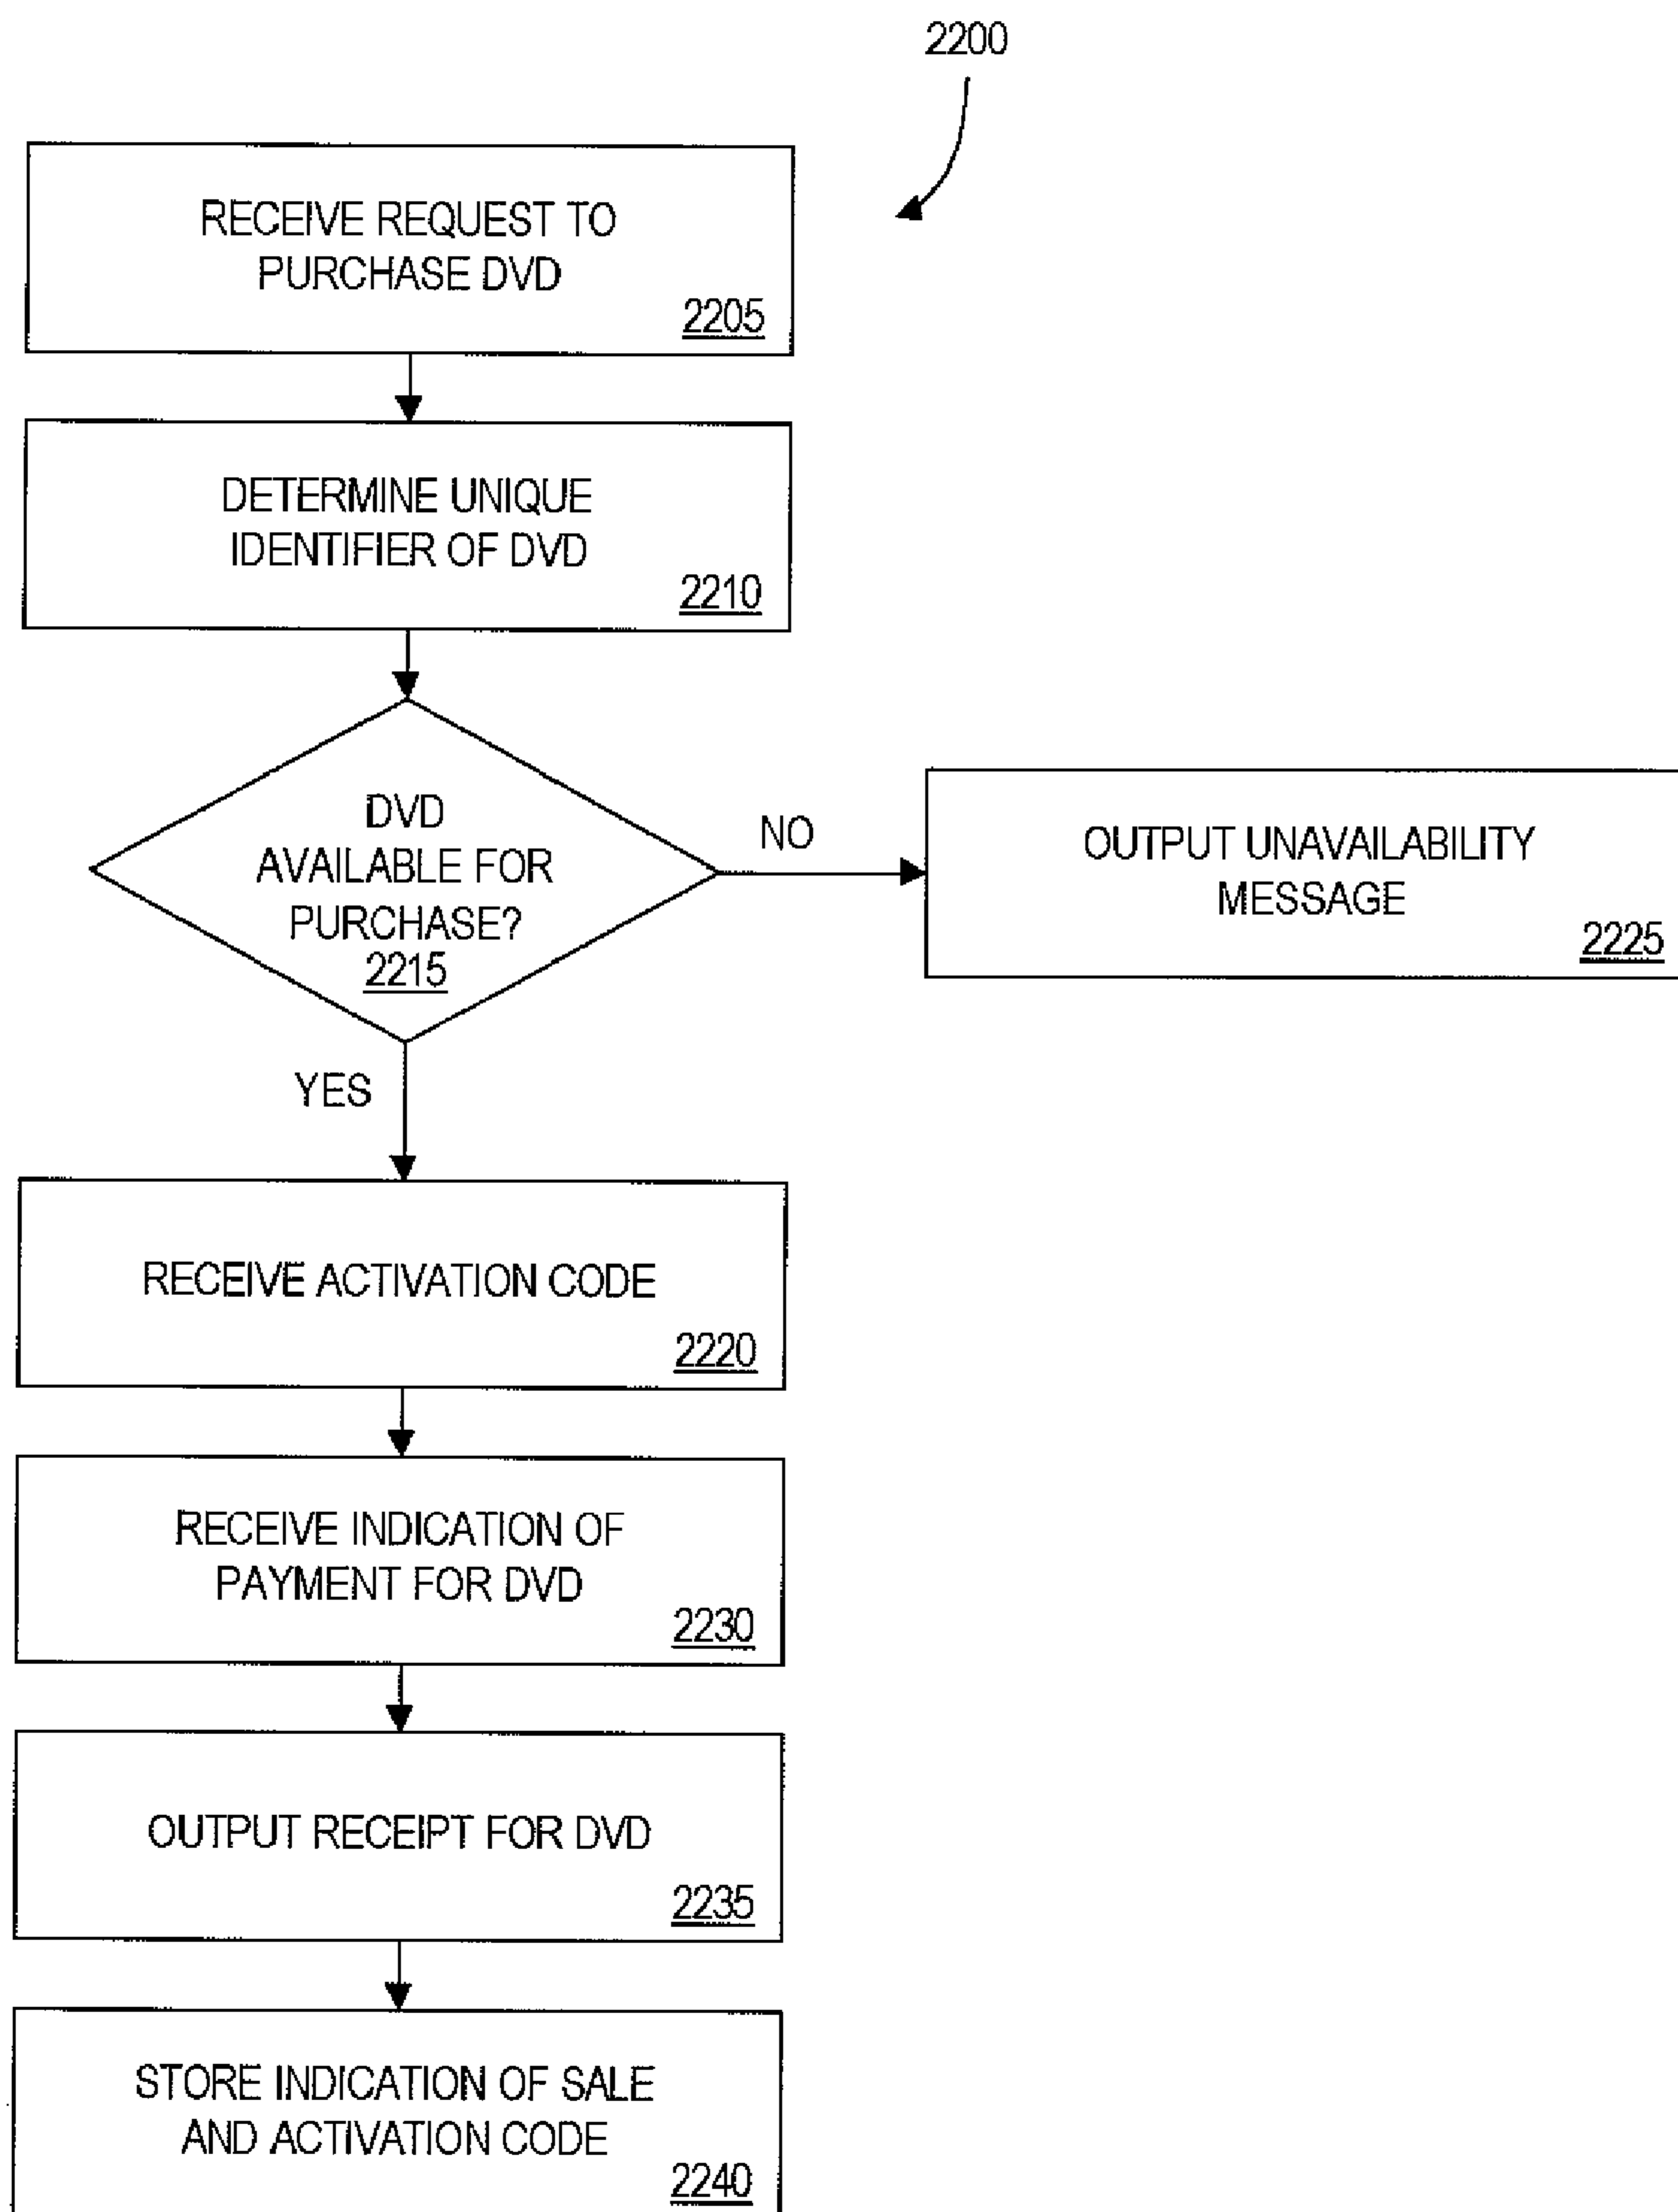 2200
RECEIVE REQUEST TO
PURCHASE DVD
2205
DETERMINE UNIQUE
IDENTIFIER OF DVD
2210
DVD
AVAILABLE FOR
PURCHASE?
2215
NO
OUTPUT UNAVAILABILITY
MESSAGE
2225
YES
RECEIVE ACTIVATION CODE
2220
RECEIVE INDICATION OF
PAYMENT FOR DVD
2230
OUTPUT RECEIPT FOR DVD
2235
STORE INDICATION OF SALE
AND ACTIVATION CODE
2240